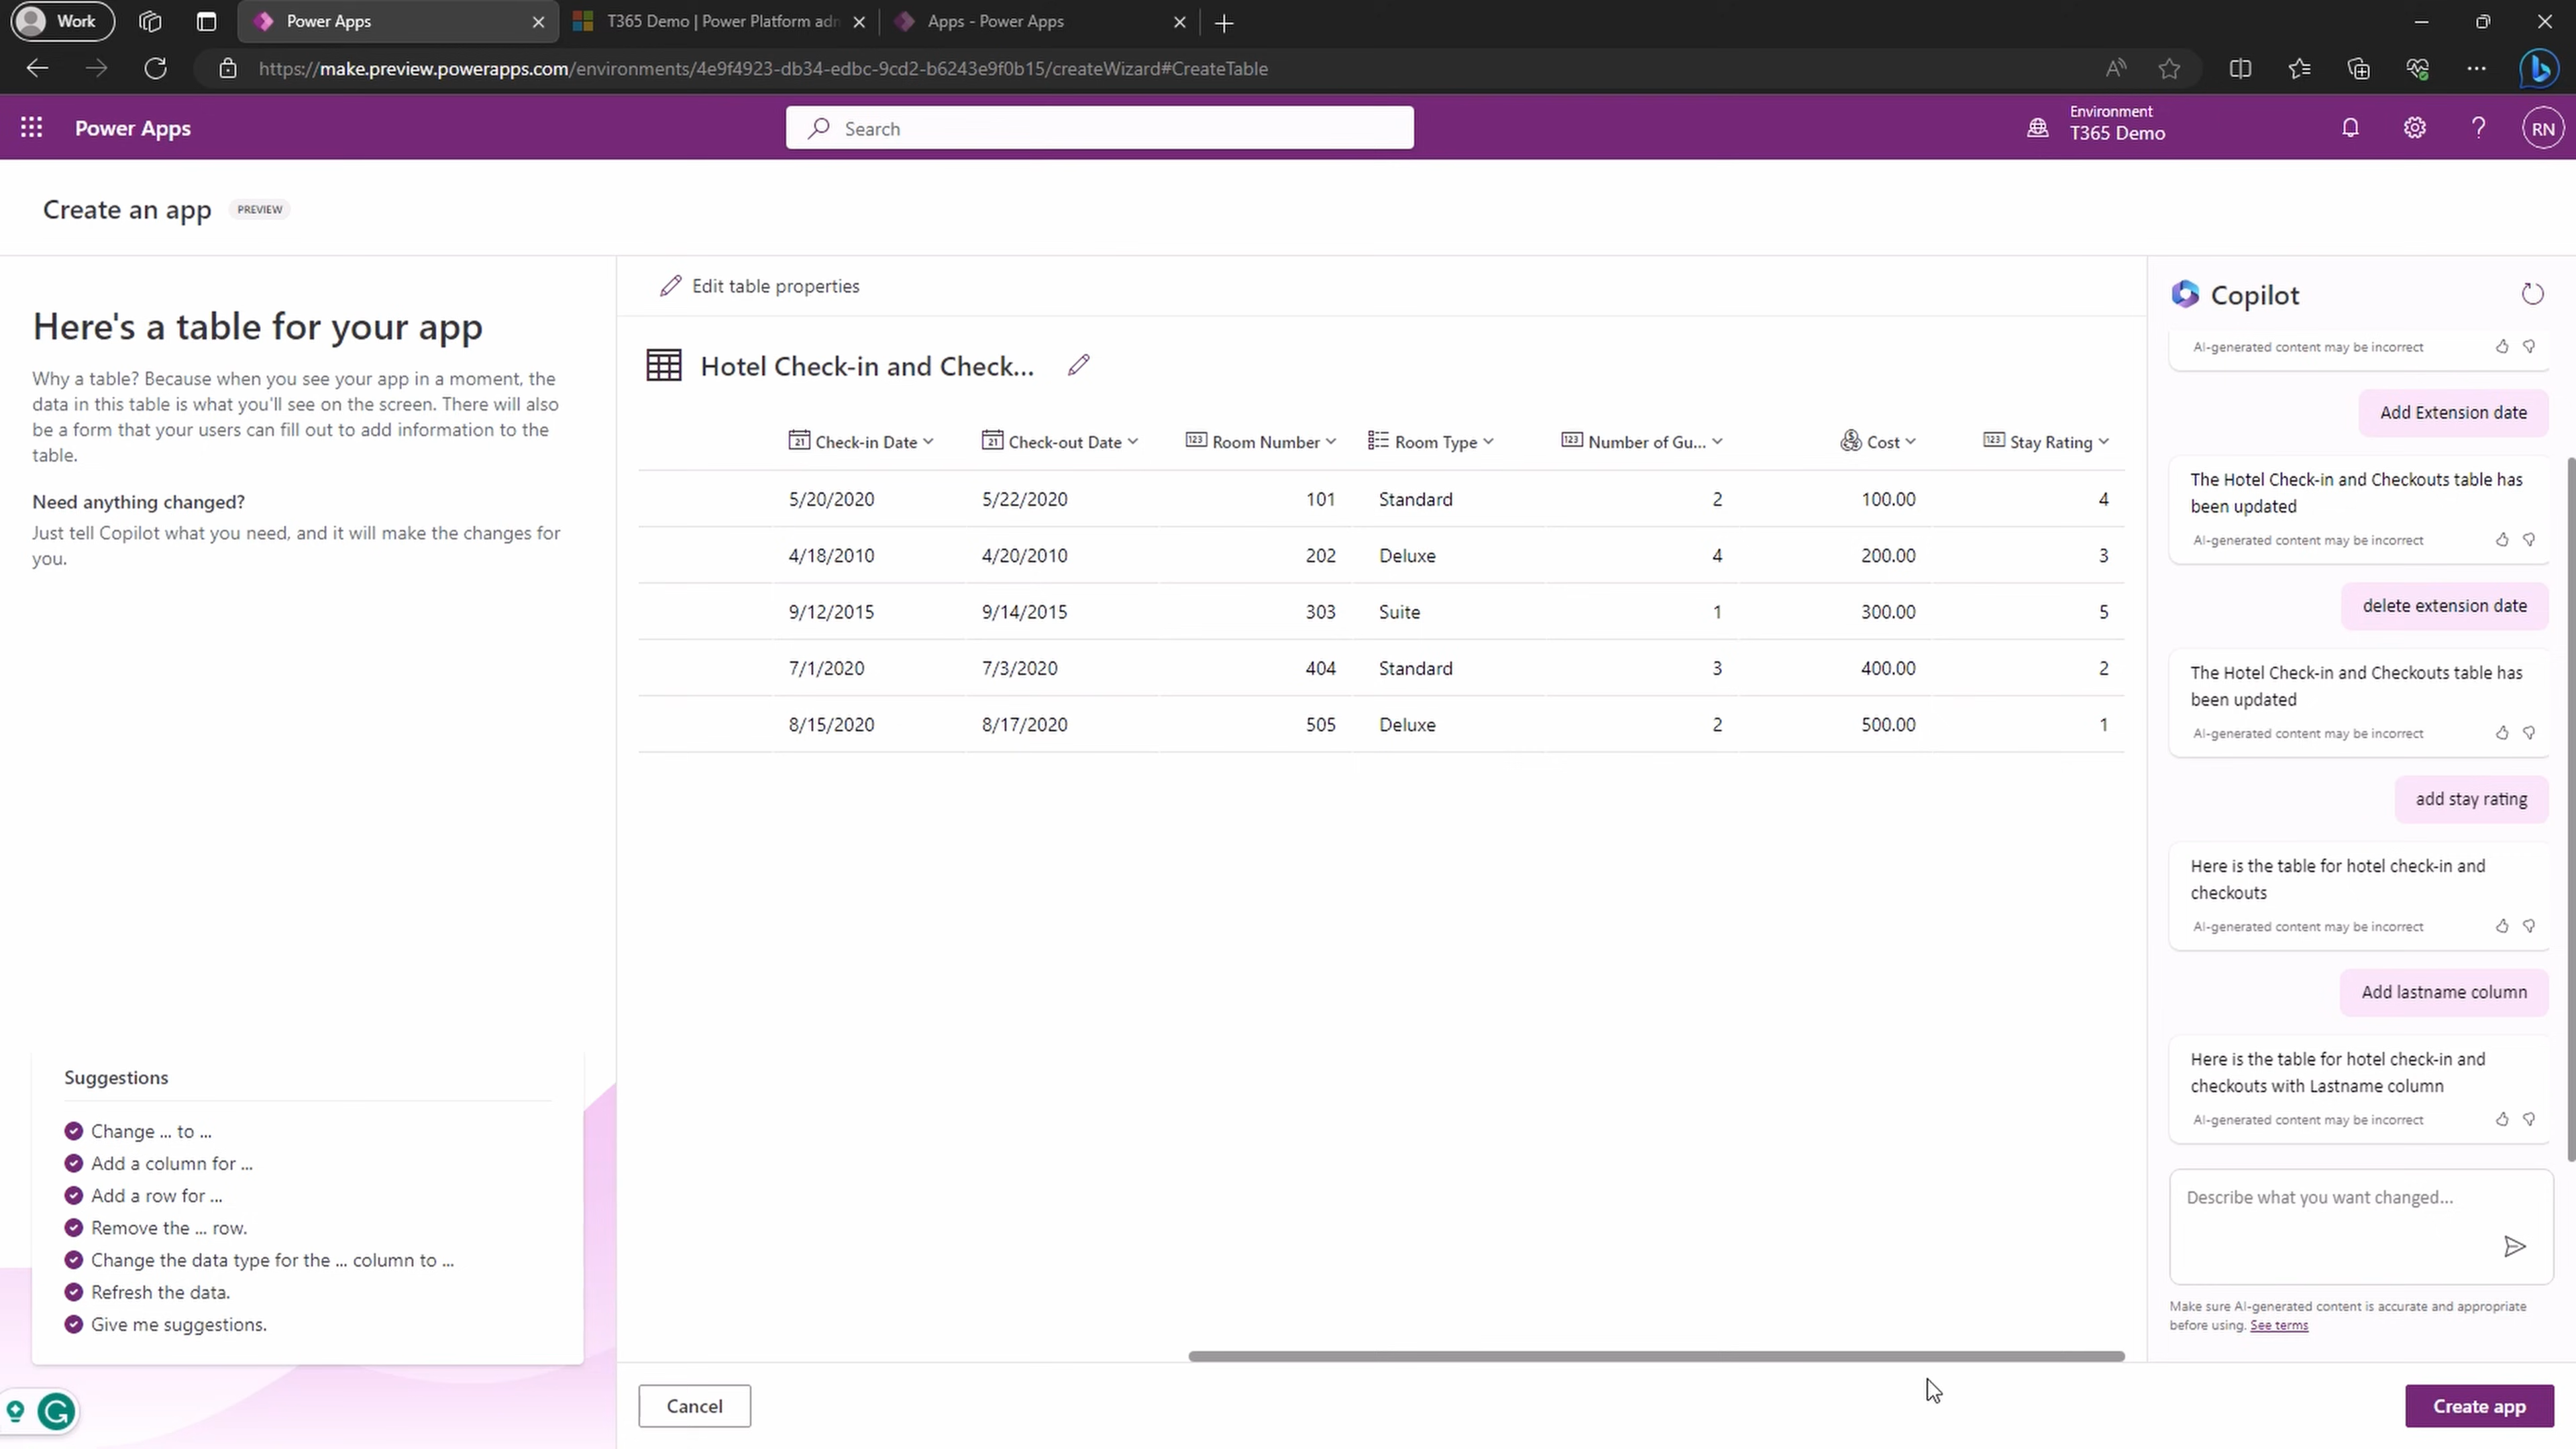 Work
Power Apps
T365 Demo | Power Platform adn
Apps - Power Apps
https://make.preview.powerapps.com/environments/4e9f4923-db34-edbc-9cd2-b6243e9f0b15/createWizard#CreateTable
Power Apps
Search
Environment
T365 Demo
RN
Create an app PREVIEW
Here's a table for your app
Why a table? Because when you see your app in a moment, the
data in this table is what you'll see on the screen. There will also
be a form that your users can fill out to add information to the
table.
Need anything changed?
Just tell Copilot what you need, and it will make the changes for
you.
Suggestions
Change ... to ...
Add a column for ...
Add a row for ...
Remove the ... row.
Change the data type for the ... column to ...
Refresh the data.
Give me suggestions.
Edit table properties
Hotel Check-in and Check...
Check-in Date Check-out Date Room Number Room Type Number of Gu... Cost Stay Rating
5/20/2020 5/22/2020 101 Standard 2 100.00 4
4/18/2010 4/20/2010 202 Deluxe 4 200.00 3
9/12/2015 9/14/2015 303 Suite 1 300.00 5
7/1/2020 7/3/2020 404 Standard 3 400.00 2
8/15/2020 8/17/2020 505 Deluxe 2 500.00 1
Cancel
Copilot
AI-generated content may be incorrect
Add Extension date
The Hotel Check-in and Checkouts table has
been updated
AI-generated content may be incorrect
delete extension date
The Hotel Check-in and Checkouts table has
been updated
AI-generated content may be incorrect
add stay rating
Here is the table for hotel check-in and
checkouts
AI-generated content may be incorrect
Add lastname column
Here is the table for hotel check-in and
checkouts with Lastname column
AI-generated content may be incorrect
Describe what you want changed...
Make sure AI-generated content is accurate and appropriate
before using. See terms
Create app